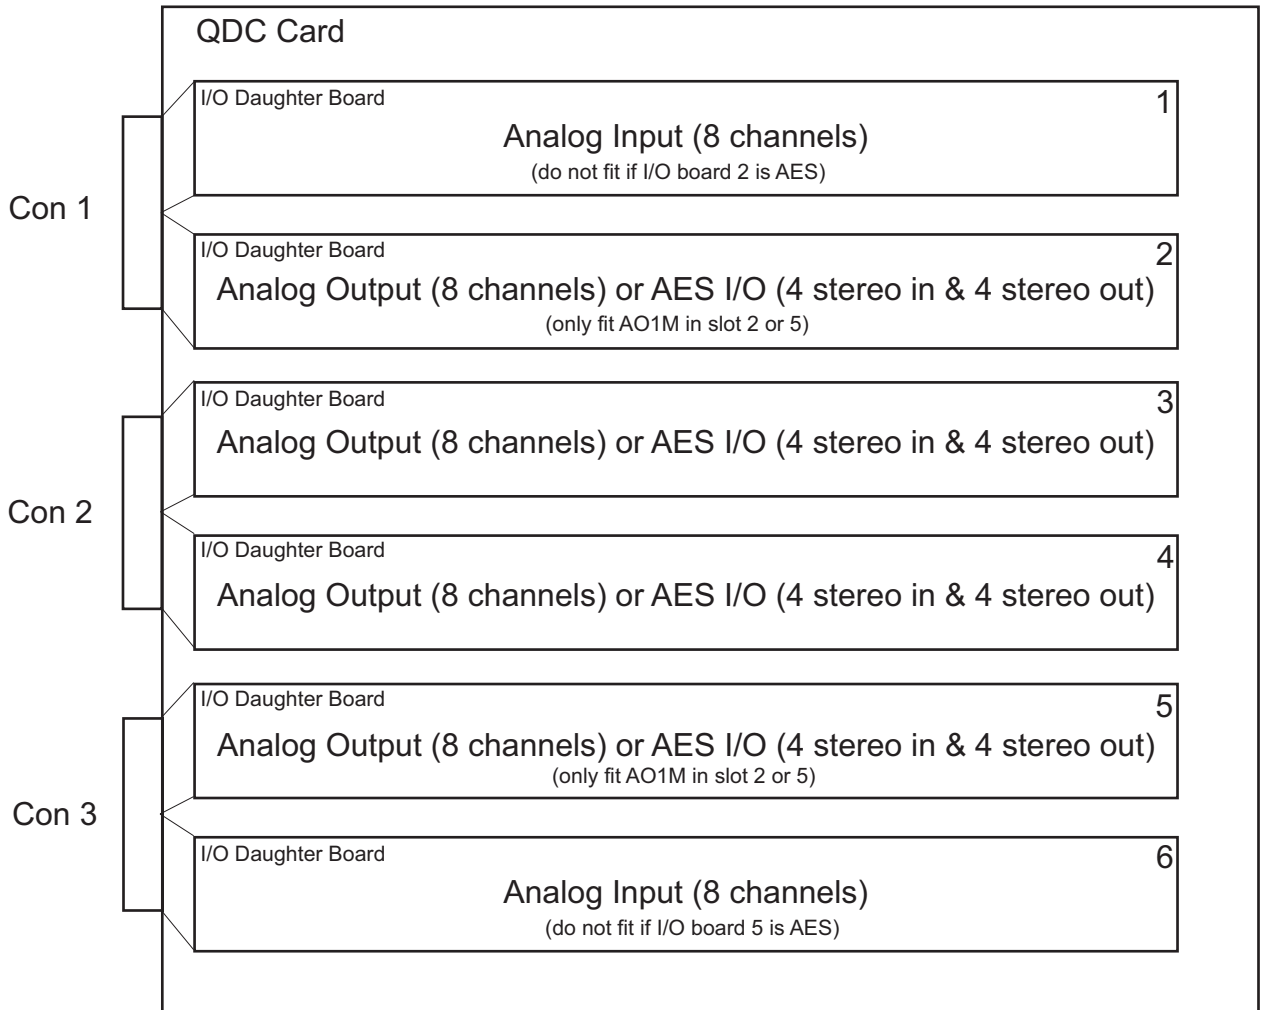 QDC Card
I/O Daughter Board
1
Analog Input (8 channels)
(do not fit if I/O board 2 is AES)
Con 1
I/O Daughter Board
2
Analog Output (8 channels) or AES I/O (4 stereo in & 4 stereo out)
(only fit AO1M in slot 2 or 5)
I/O Daughter Board
3
Analog Output (8 channels) or AES I/O (4 stereo in & 4 stereo out)
Con 2
I/O Daughter Board
4
Analog Output (8 channels) or AES I/O (4 stereo in & 4 stereo out)
I/O Daughter Board
5
Analog Output (8 channels) or AES I/O (4 stereo in & 4 stereo out)
(only fit AO1M in slot 2 or 5)
Con 3
I/O Daughter Board
6
Analog Input (8 channels)
(do not fit if I/O board 5 is AES)